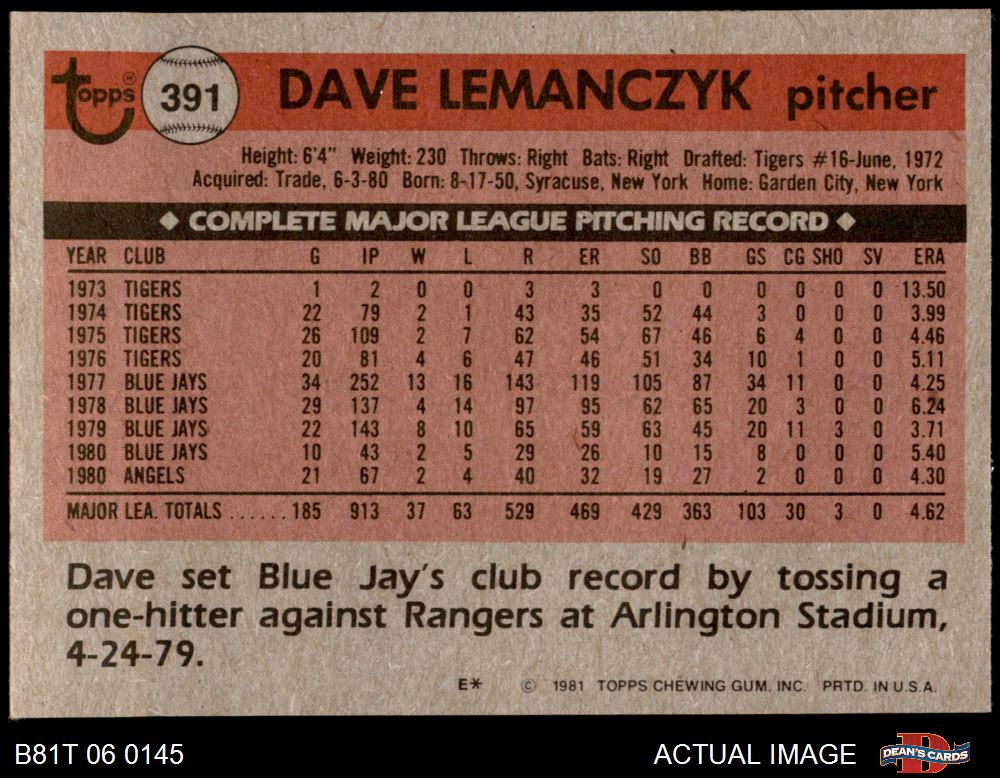 Topps ® 391 DAVE LEMANCZYK pitcher
Height: 6'4" Weight: 230 Throws: Right Bats: Right Drafted: Tigers #16-June, 1972
Acquired: Trade, 6-3-80 Born: 8-17-50, Syracuse, New York Home: Garden City, New York
◆ COMPLETE MAJOR LEAGUE PITCHING RECORD ◆
YEAR CLUB G IP W L R ER SO BB GS CG SHO SV ERA
1973 TIGERS 1 2 0 0 3 3 0 0 0 0 0 0 13.50
1974 TIGERS 22 79 2 1 43 35 52 44 3 0 0 0 3.99
1975 TIGERS 26 109 2 7 62 54 67 46 6 4 0 0 4.46
1976 TIGERS 20 81 4 6 47 46 51 34 10 1 0 0 5.11
1977 BLUE JAYS 34 252 13 16 143 119 105 87 34 11 0 0 4.25
1978 BLUE JAYS 29 137 4 14 97 95 62 65 20 3 0 0 6.24
1979 BLUE JAYS 22 143 8 10 65 59 63 45 20 11 3 0 3.71
1980 BLUE JAYS 10 43 2 5 29 26 10 15 8 0 0 0 5.40
1980 ANGELS 21 67 2 4 40 32 19 27 2 0 0 0 4.30
MAJOR LEA. TOTALS ...... 185 913 37 63 529 469 429 363 103 30 3 0 4.62
Dave set Blue Jay's club record by tossing a
one-hitter against Rangers at Arlington Stadium,
4-24-79.
E* © 1981 TOPPS CHEWING GUM, INC. PRTD. IN U.S.A.
B81T 06 0145 ACTUAL IMAGE DEAN'S CARDS